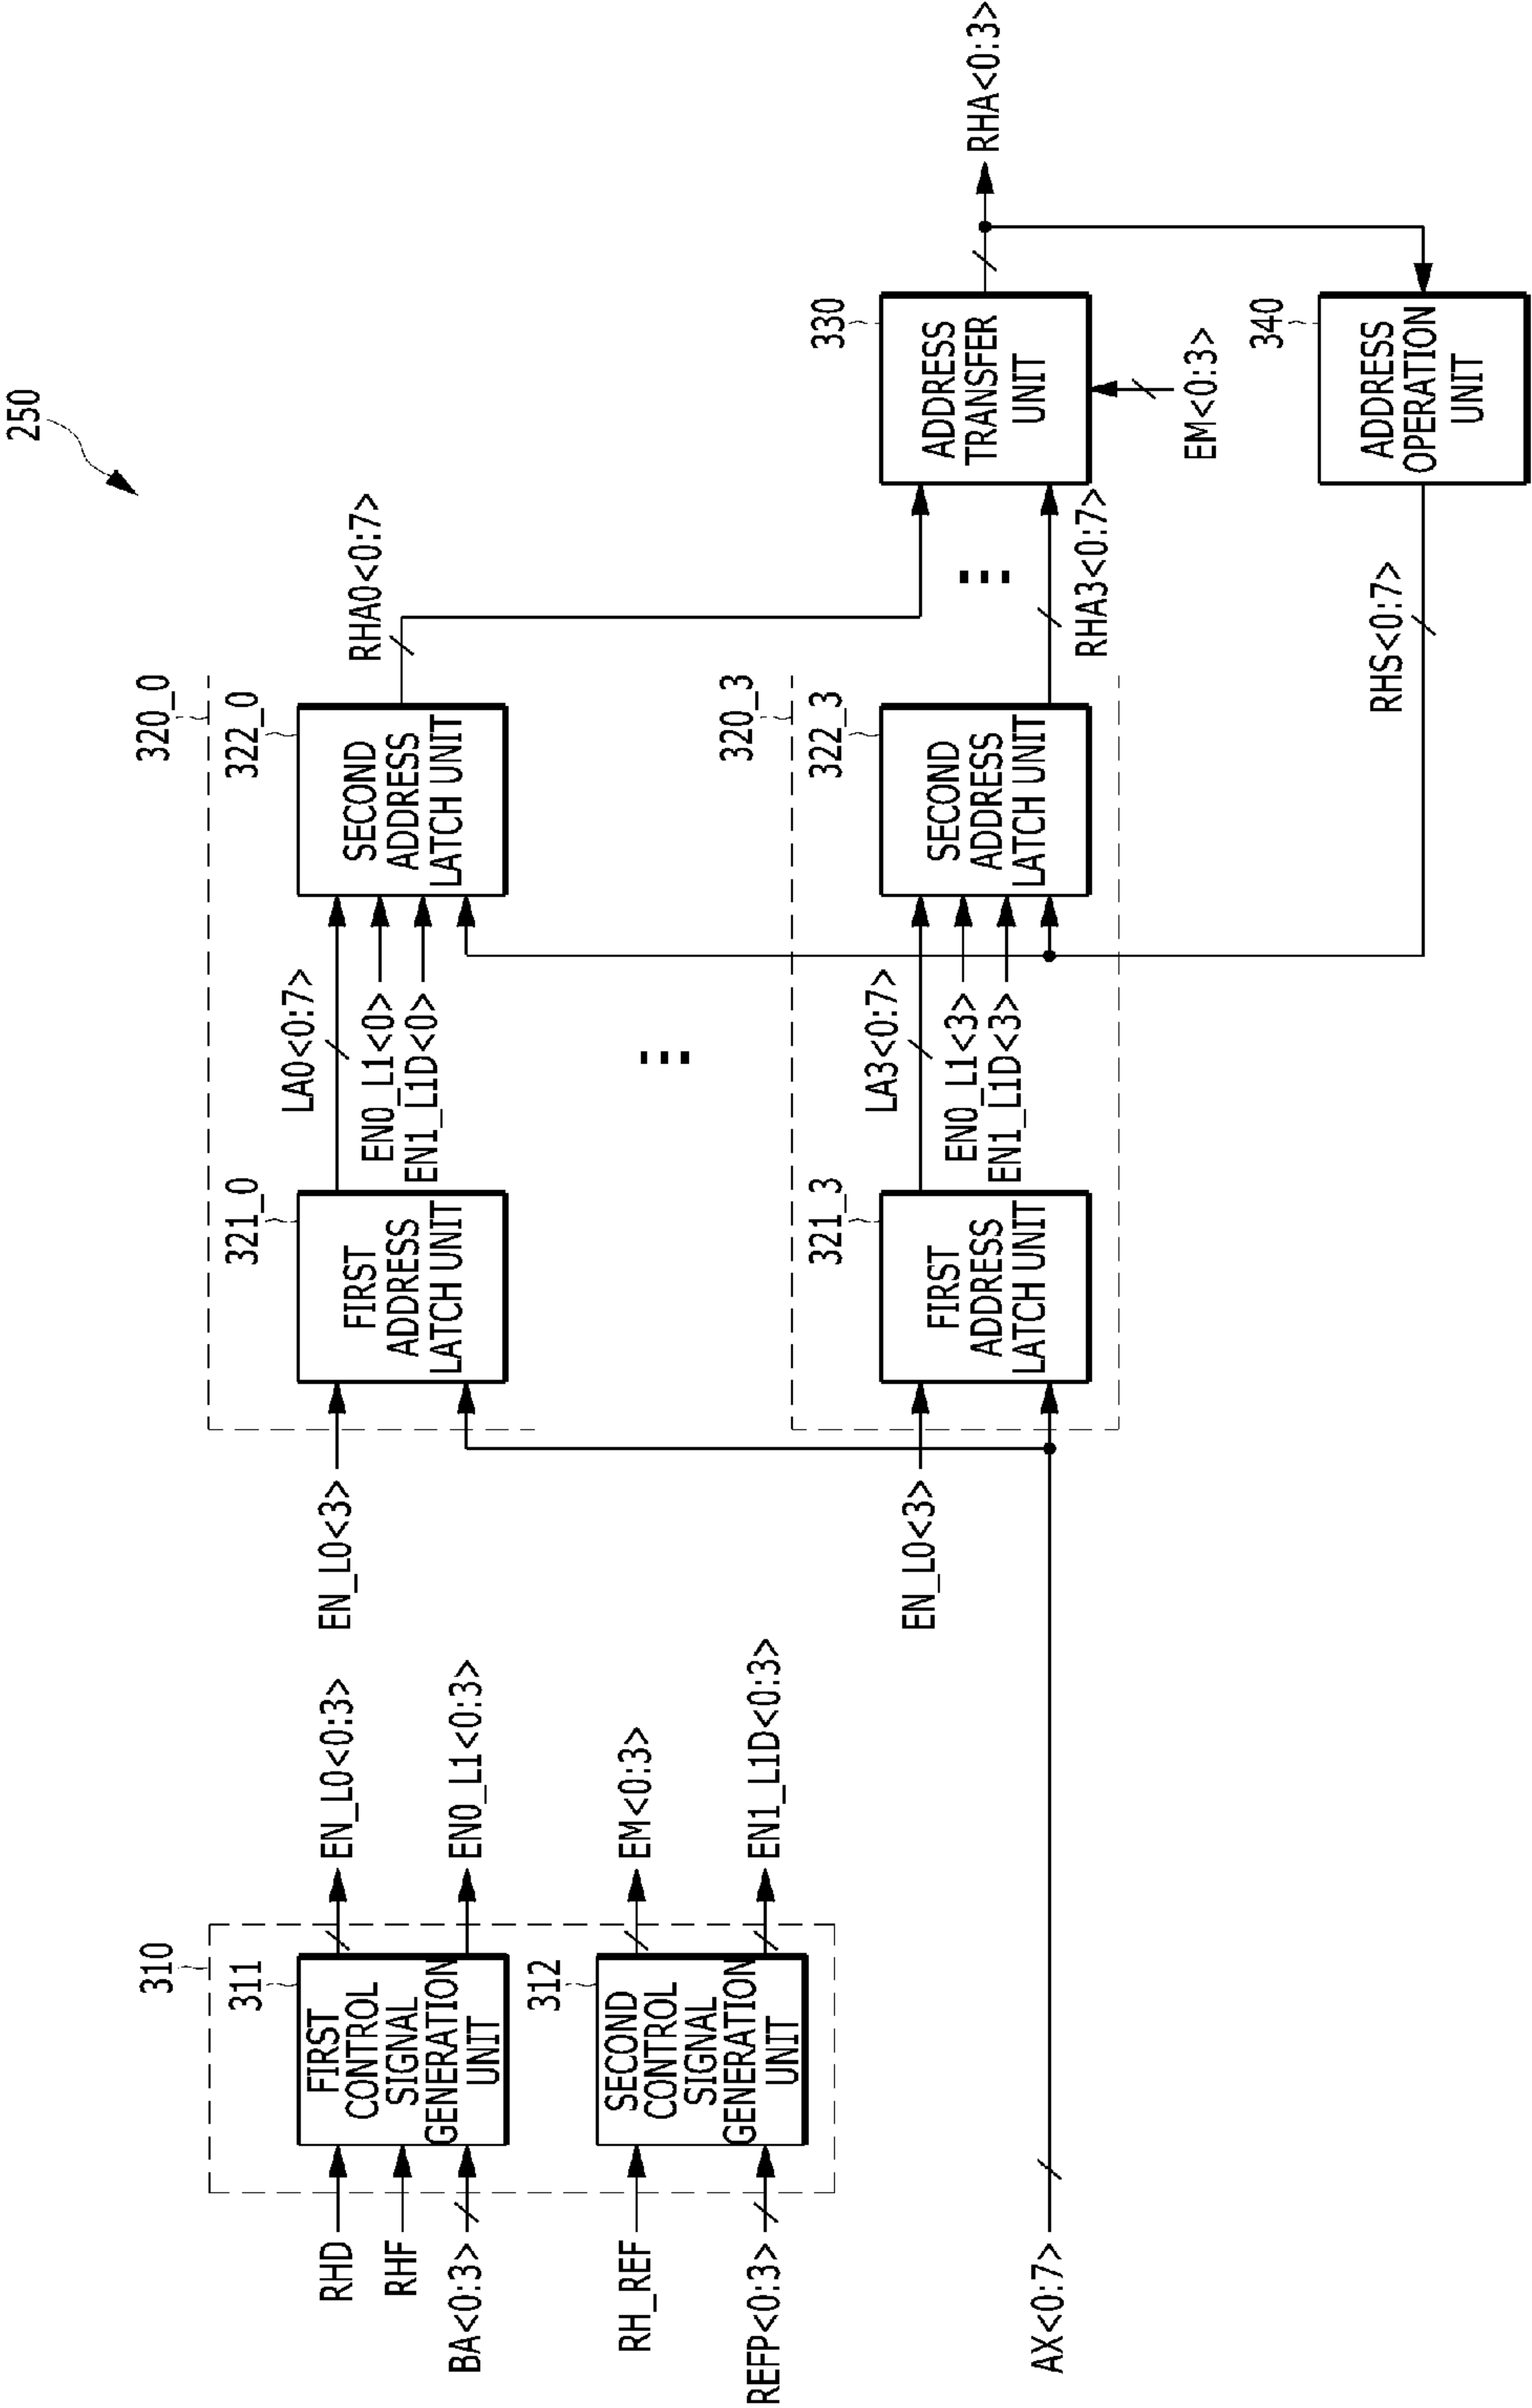 250
310
311
RHD
RHF
BA<0:3>
FIRST
CONTROL
SIGNAL
GENERATION
UNIT
EN_L0<0:3>
EN0_L1<0:3>
312
RH_REF
REFP<0:3>
SECOND
CONTROL
SIGNAL
GENERATION
UNIT
EM<0:3>
EN1_L1D<0:3>
AX<0:7>
320_0
321_0
EN_L0<3>
FIRST
ADDRESS
LATCH UNIT
LA0<0:7>
EN0_L1<0>
EN1_L1D<0>
322_0
SECOND
ADDRESS
LATCH UNIT
RHA0<0:7>
320_3
321_3
EN_L0<3>
FIRST
ADDRESS
LATCH UNIT
LA3<0:7>
EN0_L1<3>
EN1_L1D<3>
322_3
SECOND
ADDRESS
LATCH UNIT
RHA3<0:7>
330
ADDRESS
TRANSFER
UNIT
EM<0:3>
RHA<0:3>
340
ADDRESS
OPERATION
UNIT
RHS<0:7>